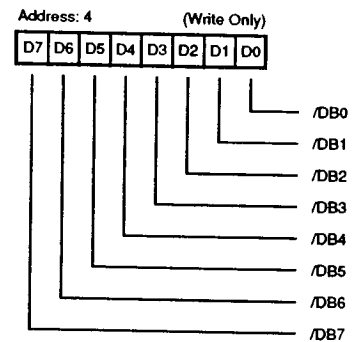 Address: 4 (Write Only)
D7 D6 D5 D4 D3 D2 D1 D0
/DB0
/DB1
/DB2
/DB3
/DB4
/DB5
/DB6
/DB7